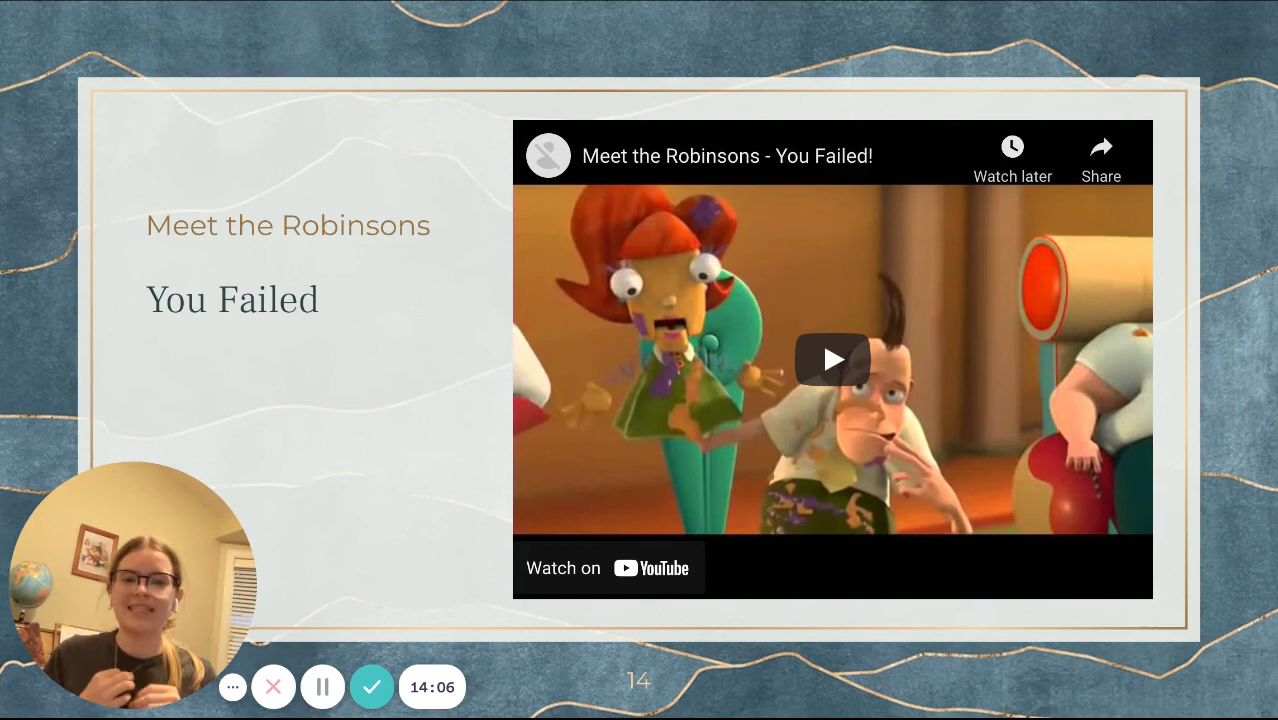 Meet the Robinsons
You Failed
Meet the Robinsons - You Failed!
Watch later
Share
Watch on YouTube
14:06
14